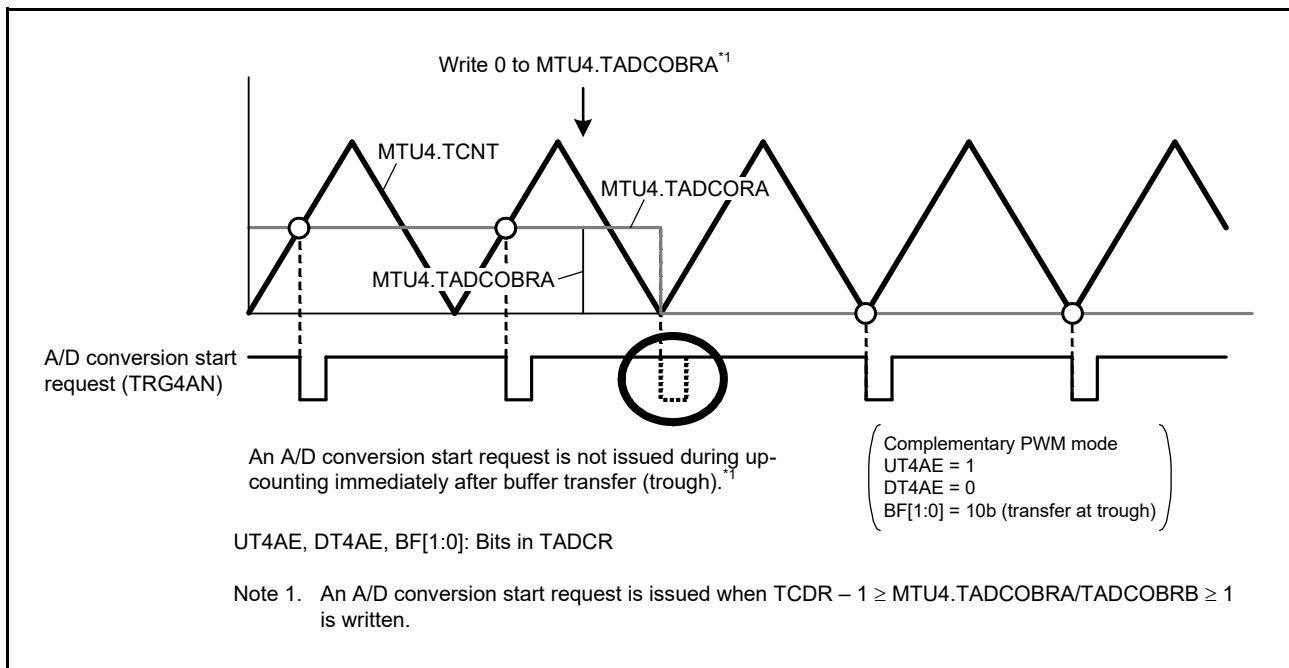 Write 0 to MTU4.TADCOBRA*1
MTU4.TCNT
MTU4.TADCORA
MTU4.TADCOBRA
A/D conversion start
request (TRG4AN)
An A/D conversion start request is not issued during up-
counting immediately after buffer transfer (trough).*1
Complementary PWM mode
UT4AE = 1
DT4AE = 0
BF[1:0] = 10b (transfer at trough)
UT4AE, DT4AE, BF[1:0]: Bits in TADCR
Note 1. An A/D conversion start request is issued when TCDR – 1 ≥ MTU4.TADCOBRA/TADCOBRB ≥ 1
is written.